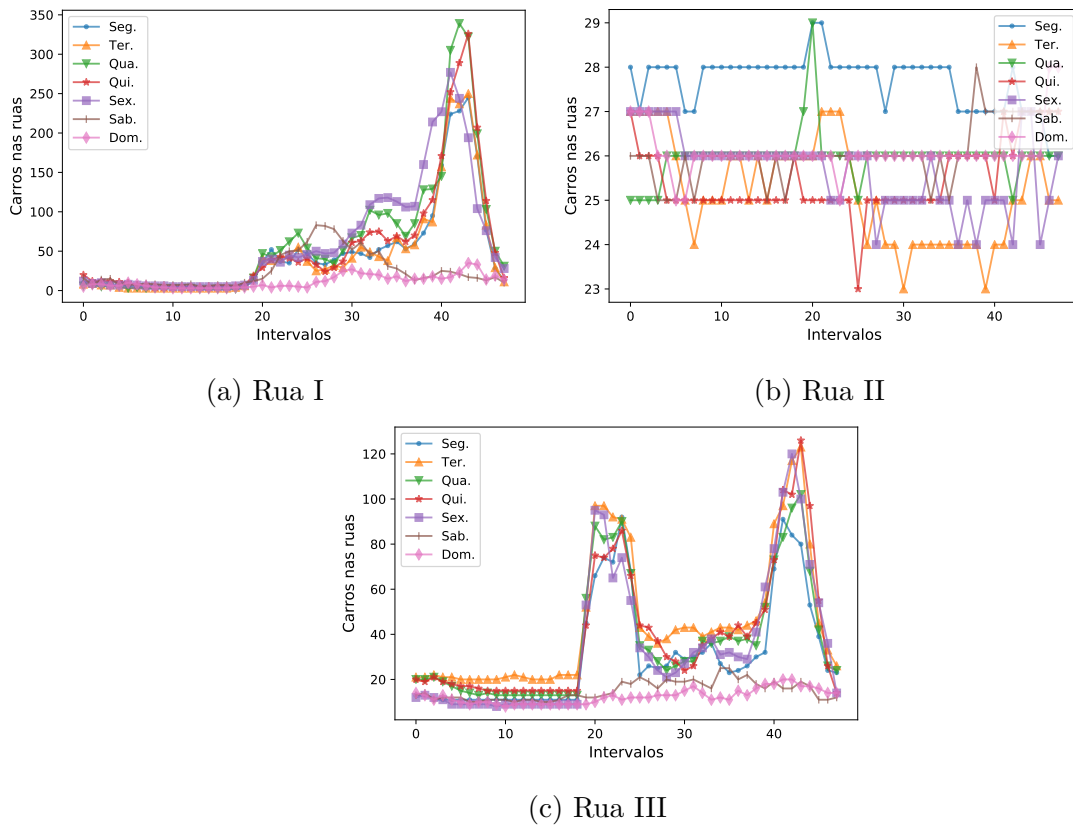 350
300
250
200
150
100
50
0
Carros nas ruas
Seg.
Ter.
Qua.
Qui.
Sex.
Sab.
Dom.
0 10 20 30 40
Intervalos
(a) Rua I
29
28
27
26
25
24
23
Carros nas ruas
Seg.
Ter.
Qua.
Qui.
Sex.
Sab.
Dom.
0 10 20 30 40
Intervalos
(b) Rua II
120
100
80
60
40
20
Carros nas ruas
Seg.
Ter.
Qua.
Qui.
Sex.
Sab.
Dom.
0 10 20 30 40
Intervalos
(c) Rua III